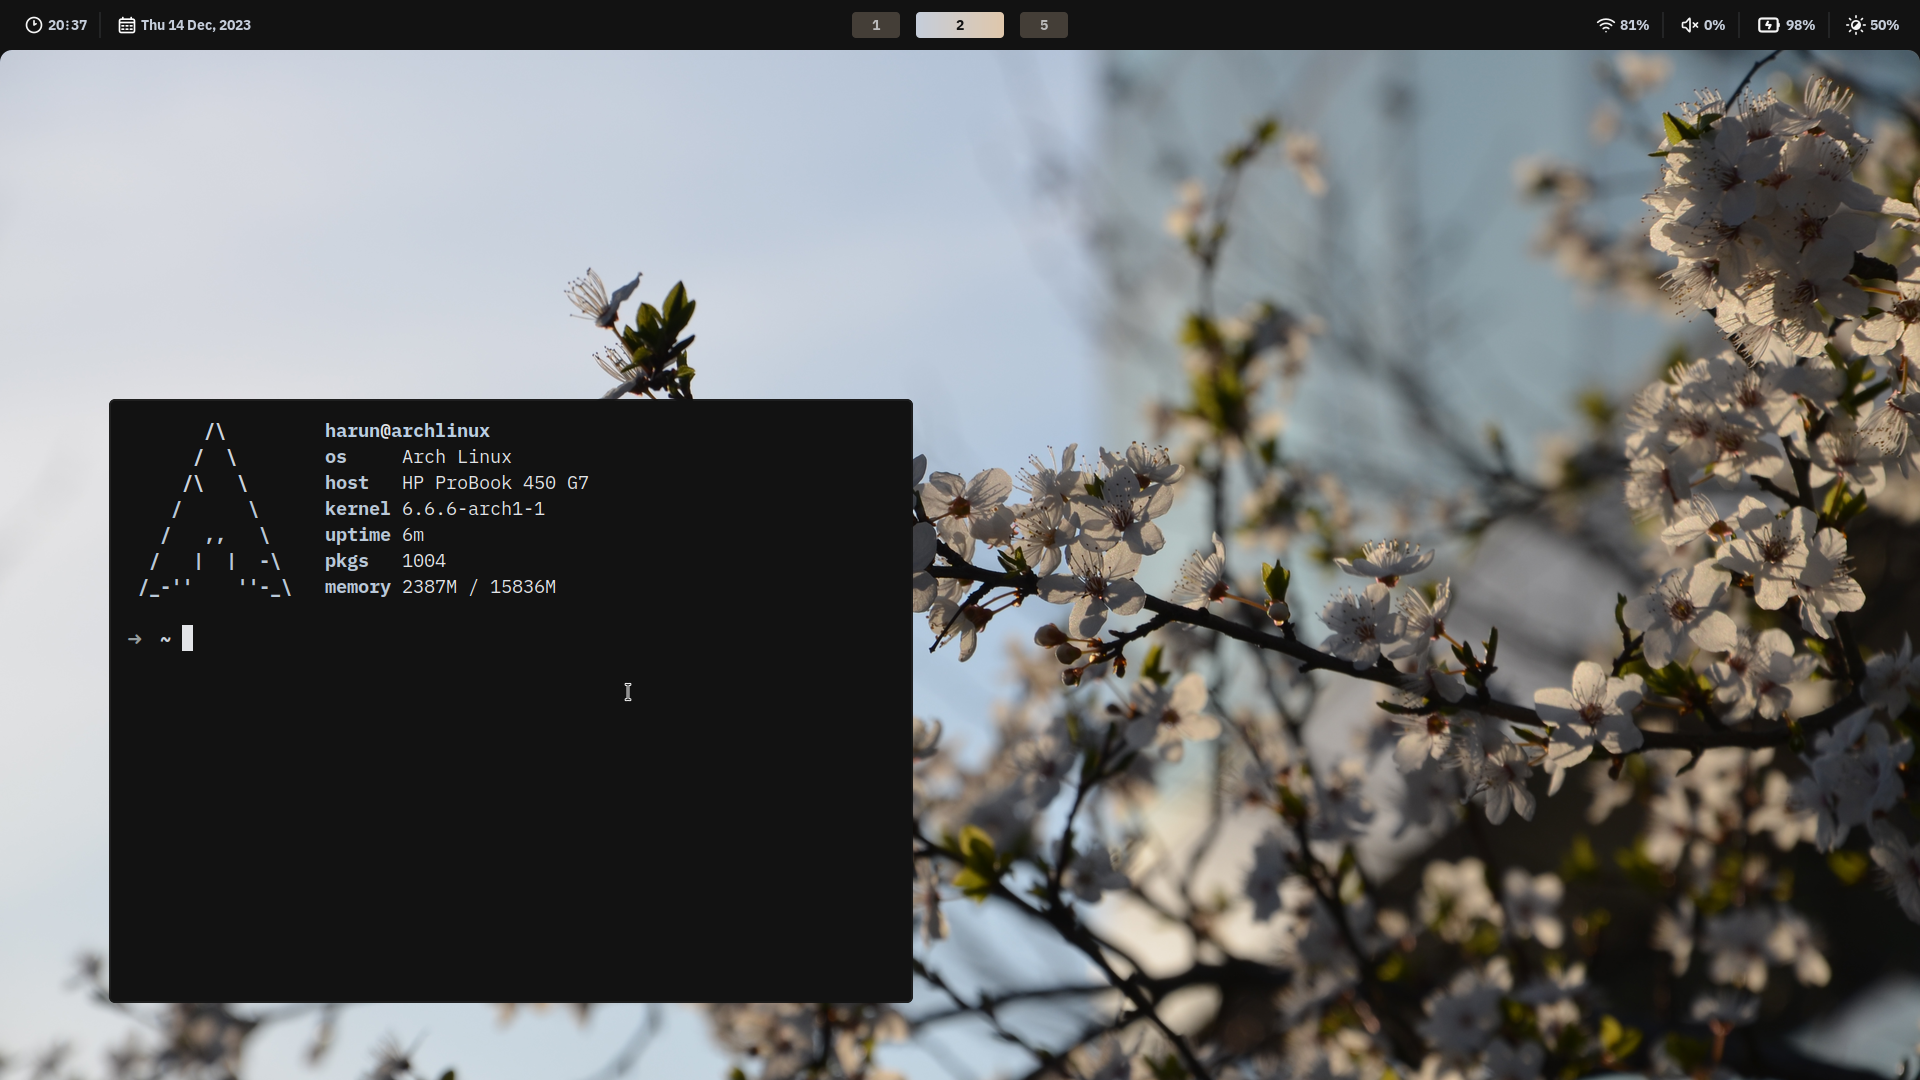 20:37
Thu 14 Dec, 2023
1
2
5
81%
0%
98%
50%
harun@archlinux
os Arch Linux
host HP ProBook 450 G7
kernel 6.6.6-arch1-1
uptime 6m
pkgs 1004
memory 2387M / 15836M
→ ~